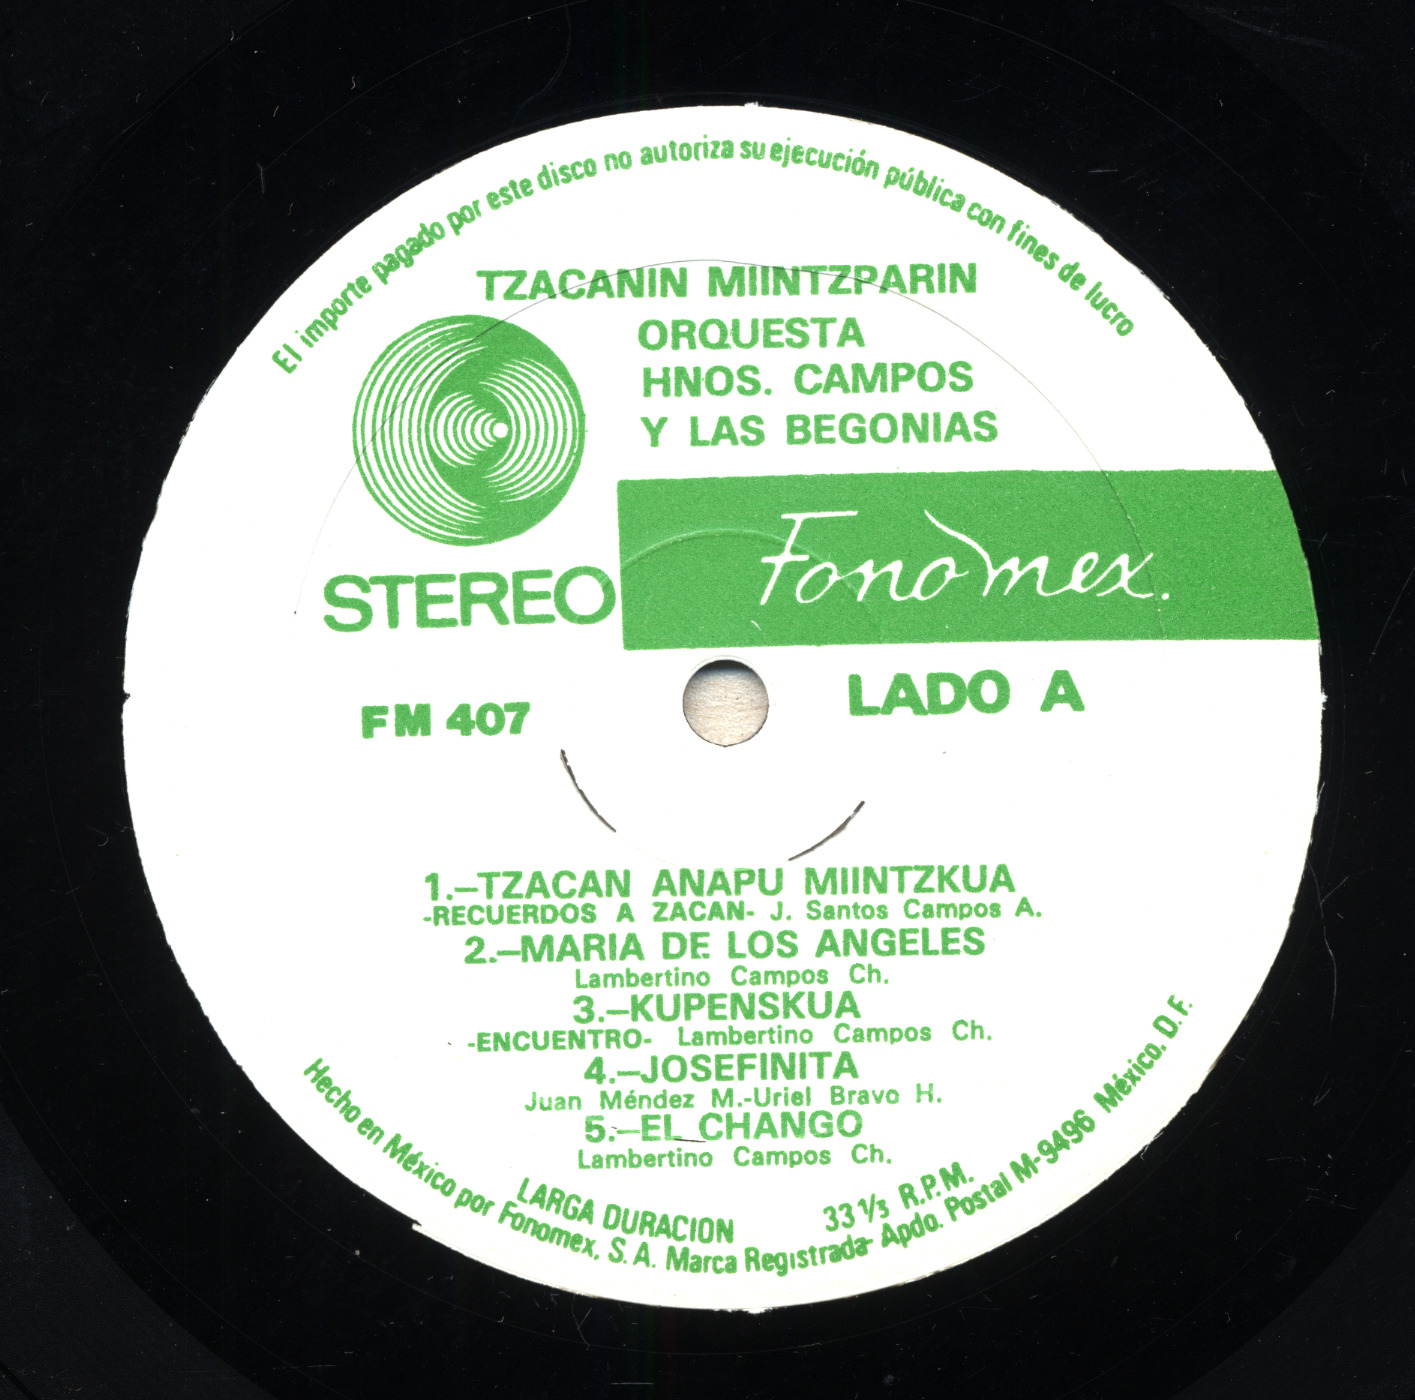 El importe pagado por este disco no autoriza su ejecución pública con fines de lucro
TZACANIN MIINTZPARIN
ORQUESTA
HNOS. CAMPOS
Y LAS BEGONIAS
STEREO
Fonomex.
FM 407
LADO A
1.—TZACAN ANAPU MIINTZKUA
-RECUERDOS A ZACAN- J. Santos Campos A.
2.—MARIA DE LOS ANGELES
Lambertino Campos Ch.
3.—KUPENSKUA
-ENCUENTRO- Lambertino Campos Ch.
4.—JOSEFINITA
Juan Méndez M.-Uriel Bravo H.
5.—EL CHANGO
Lambertino Campos Ch.
LARGA DURACION
33 1/3 R.P.M.
Hecho en México por Fonomex, S.A. Marca Registrada- Apdo. Postal M-9496 México, D.F.